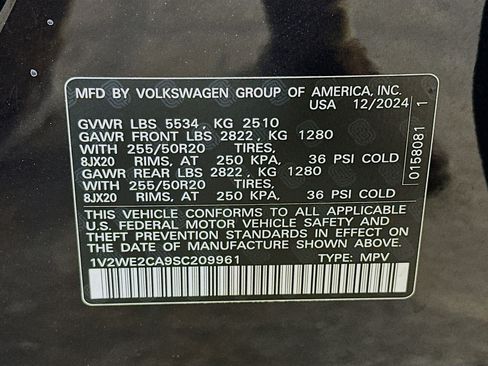 MFD BY VOLKSWAGEN GROUP OF AMERICA, INC.
USA 12/2024
GVWR LBS 5534 , KG 2510
GAWR FRONT LBS 2822 , KG 1280
WITH 255/50R20 TIRES,
8JX20 RIMS, AT 250 KPA, 36 PSI COLD
GAWR REAR LBS 2822 , KG 1280
WITH 255/50R20 TIRES,
8JX20 RIMS, AT 250 KPA, 36 PSI COLD
THIS VEHICLE CONFORMS TO ALL APPLICABLE
U.S. FEDERAL MOTOR VEHICLE SAFETY, BUMPER,
AND THEFT PREVENTION STANDARDS IN EFFECT ON
THE DATE OF MANUFACTURE SHOWN ABOVE.
1V2WE2CA9SC209961 TYPE: MPV
0158081 1